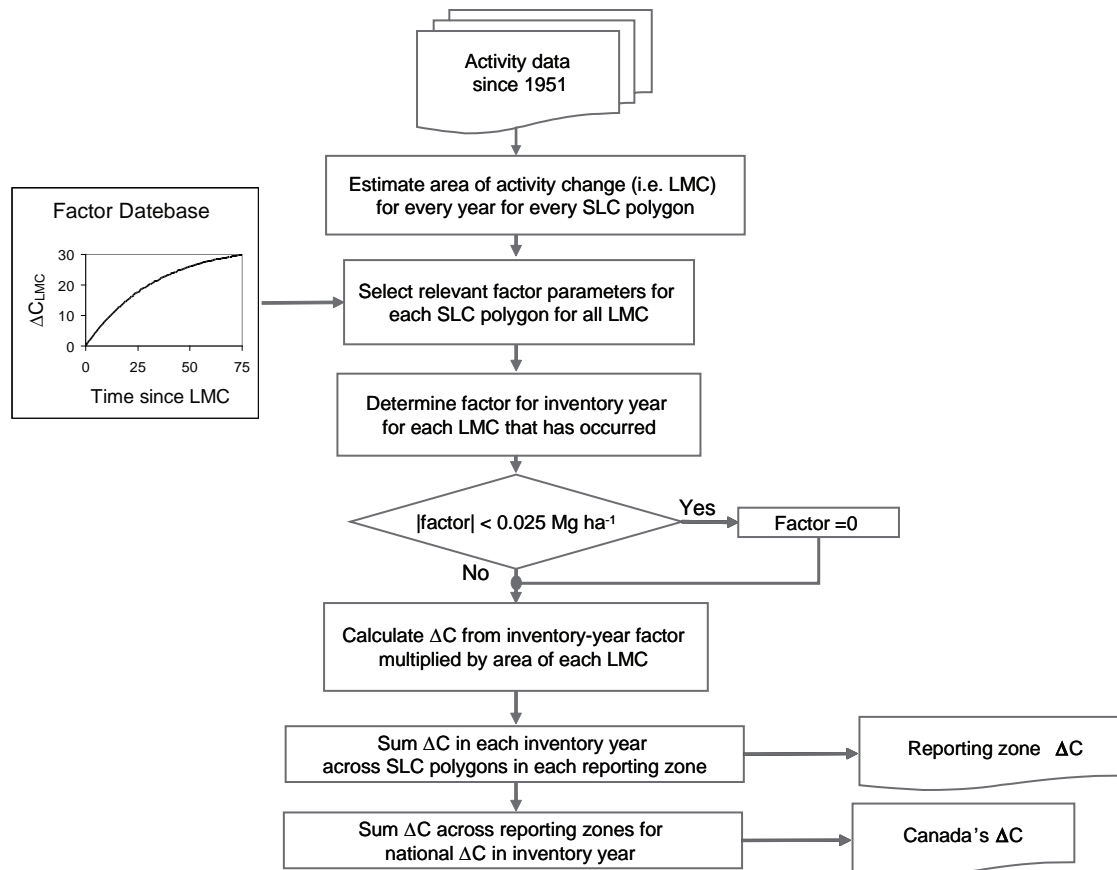 Activity data
since 1951
Estimate area of activity change (i.e. LMC)
for every year for every SLC polygon
Factor Datebase
30
20
10
0
ΔC_LMC
0 25 50 75
Time since LMC
Select relevant factor parameters for
each SLC polygon for all LMC
Determine factor for inventory year
for each LMC that has occurred
|factor| < 0.025 Mg ha⁻¹
Yes
Factor =0
No
Calculate ΔC from inventory-year factor
multiplied by area of each LMC
Sum ΔC in each inventory year
across SLC polygons in each reporting zone
Reporting zone ΔC
Sum ΔC across reporting zones for
national ΔC in inventory year
Canada's ΔC